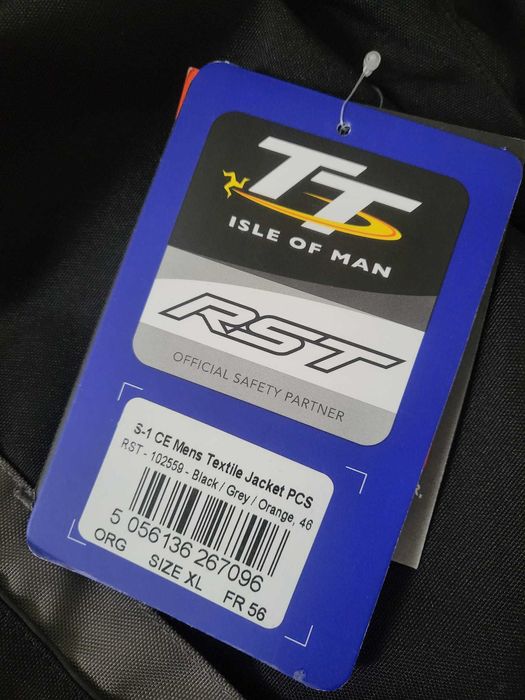 TT
ISLE OF MAN
RST
OFFICIAL SAFETY PARTNER
S-1 CE Mens Textile Jacket PCS
RST - 102559 - Black / Grey / Orange, 46
5 056136 267096
ORG SIZE XL FR 56